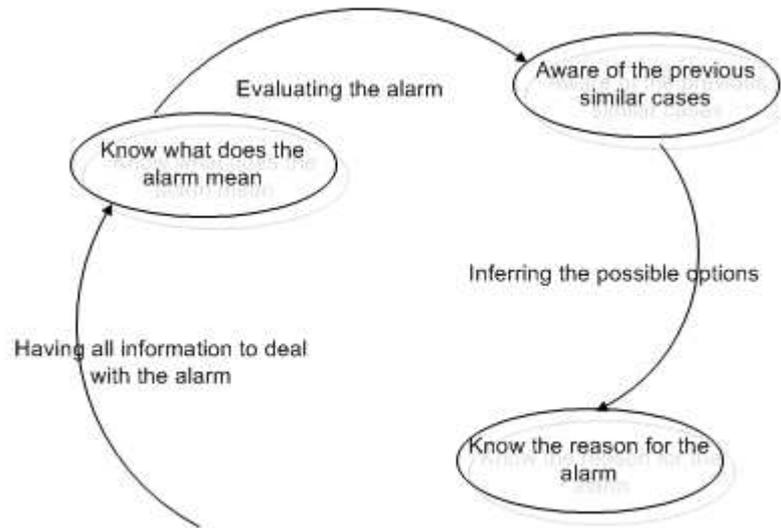 Aware of the previous
similar cases
Evaluating the alarm
Know what does the
alarm mean
Inferring the possible options
Having all information to deal
with the alarm
Know the reason for the
alarm